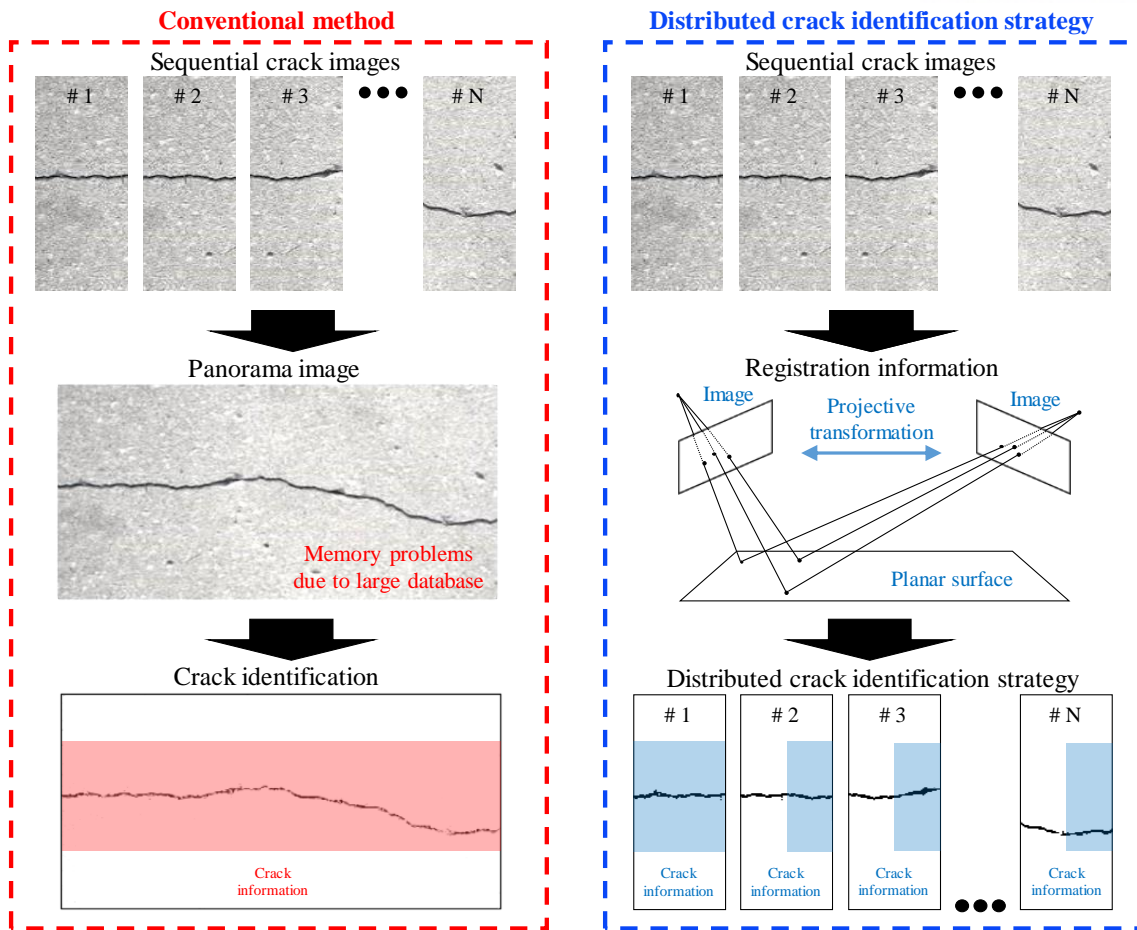 Conventional method
Sequential crack images
# 1
# 2
# 3
# N
Panorama image
Memory problems
due to large database
Crack identification
Crack
information
Distributed crack identification strategy
Sequential crack images
# 1
# 2
# 3
# N
Registration information
Image
Projective
transformation
Image
Planar surface
Distributed crack identification strategy
# 1
# 2
# 3
# N
Crack
information
Crack
information
Crack
information
Crack
information